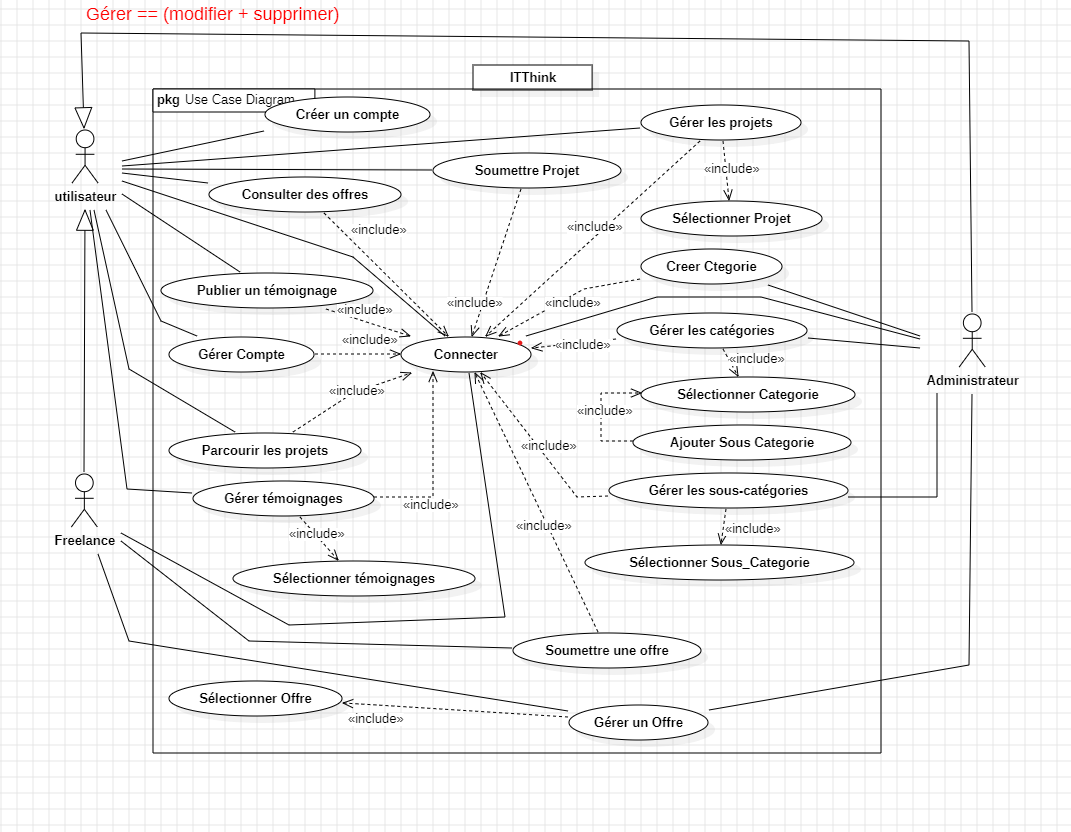 Gérer == (modifier + supprimer)
ITThink
pkg Use Case Diagram
Créer un compte
Gérer les projets
utilisateur
Soumettre Projet
«include»
Consulter des offres
Sélectionner Projet
«include»
«include»
Creer Ctegorie
Publier un témoignage
«include»
«include»
«include»
Gérer les catégories
«include»
«include»
Gérer Compte
Connecter
«include»
Administrateur
«include»
Sélectionner Categorie
«include»
Ajouter Sous Categorie
Parcourir les projets
«include»
Gérer témoignages
Gérer les sous-catégories
«include»
Freelance
«include»
«include»
«include»
Sélectionner témoignages
Sélectionner Sous_Categorie
Soumettre une offre
Sélectionner Offre
«include»
Gérer un Offre